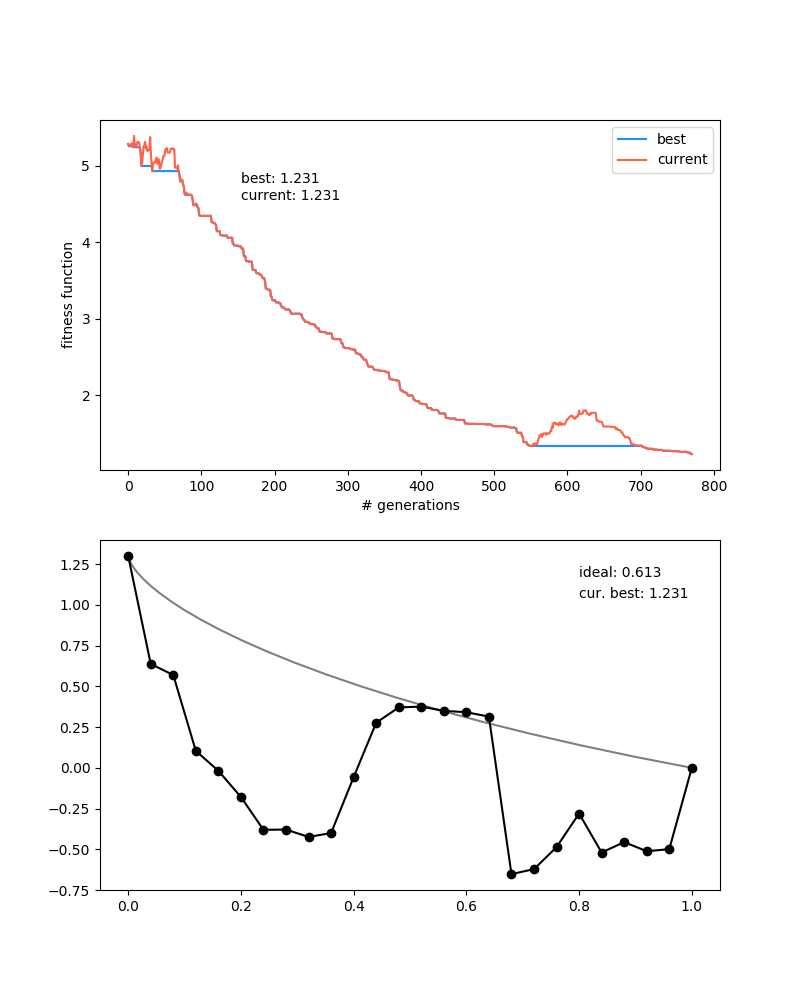 best
current
best: 1.231
current: 1.231
fitness function
5
4
3
2
0 100 200 300 400 500 600 700 800
# generations
ideal: 0.613
cur. best: 1.231
1.25
1.00
0.75
0.50
0.25
0.00
−0.25
−0.50
−0.75
0.0 0.2 0.4 0.6 0.8 1.0